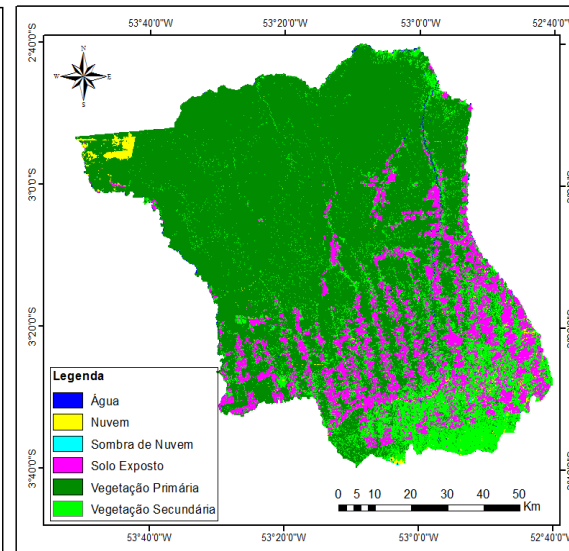 53°40'0"W 53°20'0"W 53°0'0"W 52°40'0"W
2°40'0"S
N
W E
S
3°0'0"S
3°20'0"S
Legenda
Água
Nuvem
Sombra de Nuvem
Solo Exposto
Vegetação Primária
Vegetação Secundária
3°40'0"S
0 5 10 20 30 40 50
Km
53°40'0"W 53°20'0"W 53°0'0"W 52°40'0"W